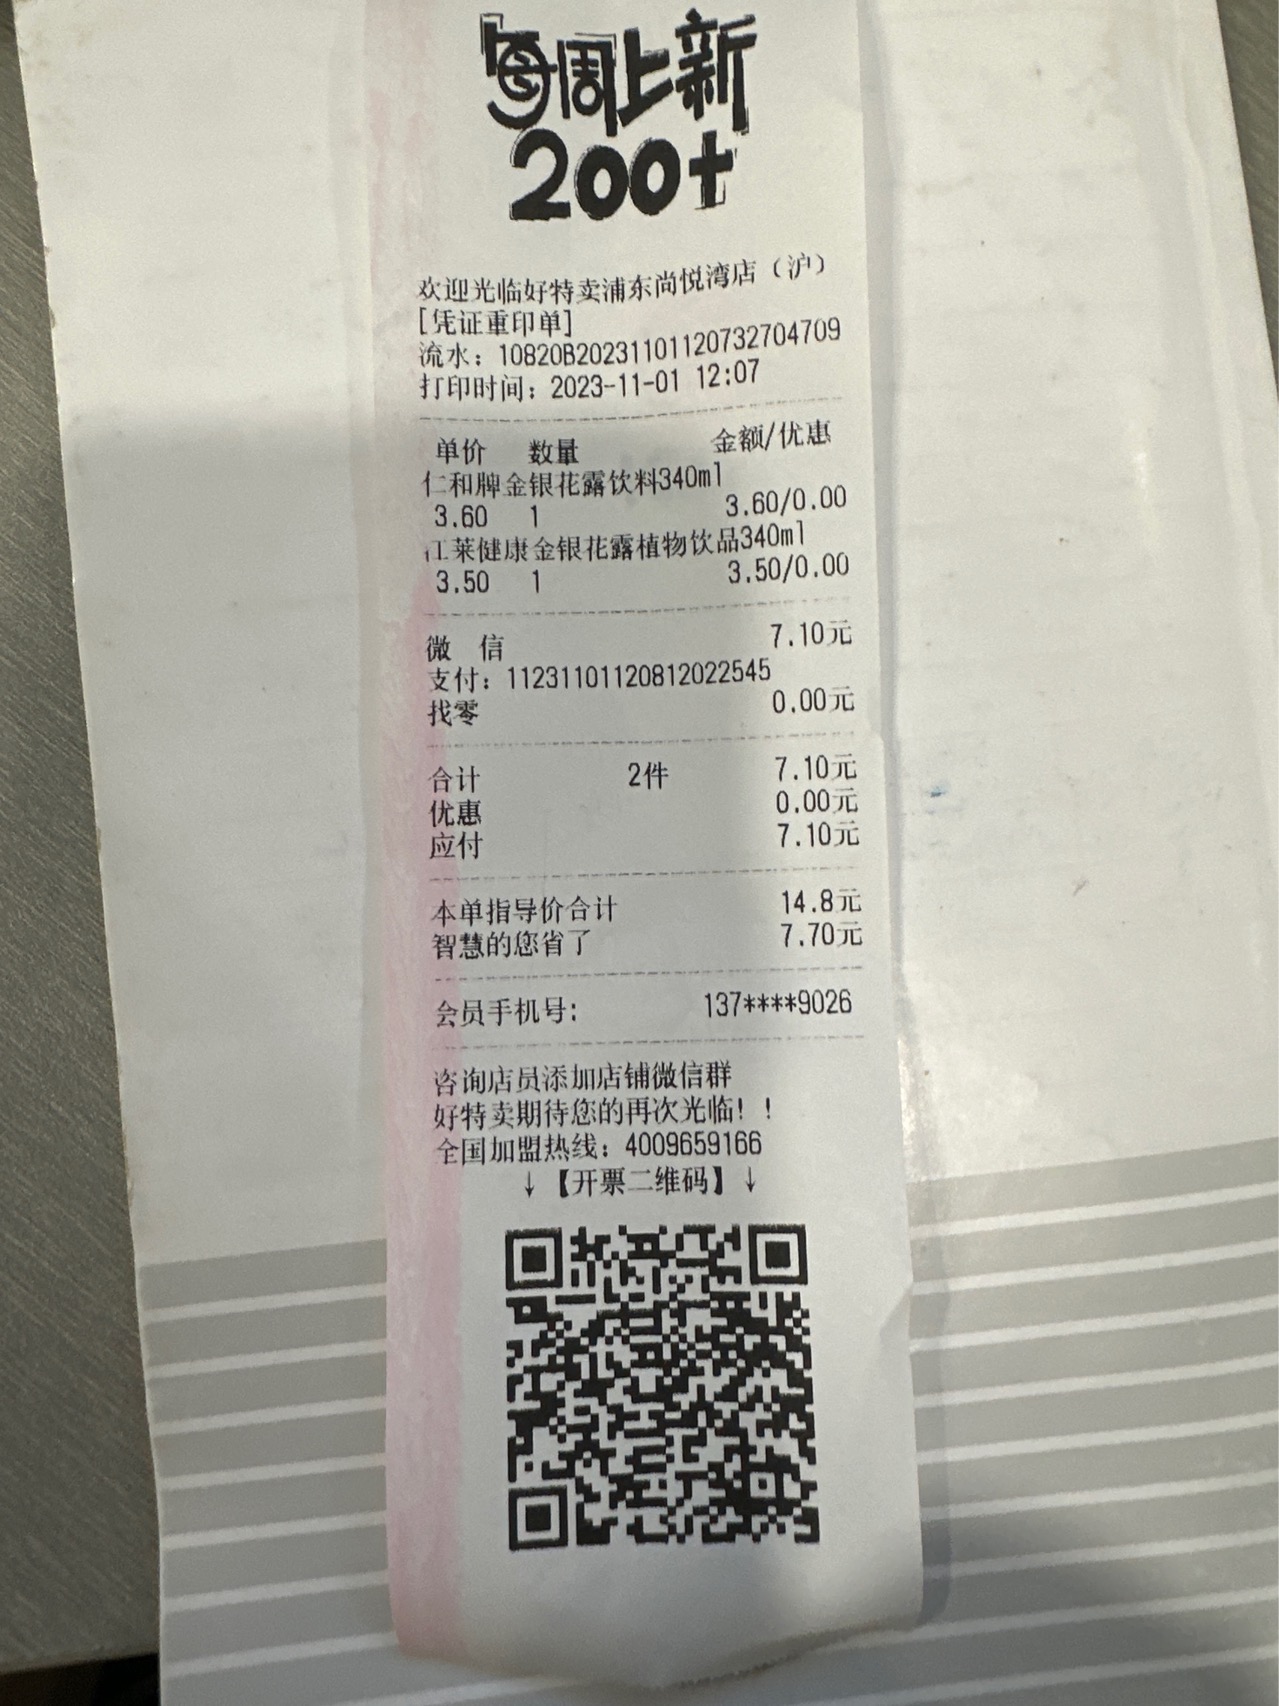 每周上新
200+
欢迎光临好特卖浦东尚悦湾店（沪）
[凭证重印单]
流水：10820B20231101120732704709
打印时间：2023-11-01 12:07
单价 数量 金额/优惠
仁和牌金银花露饮料340ml
3.60 1 3.60/0.00
江莱健康金银花露植物饮品340ml
3.50 1 3.50/0.00
微 信 7.10元
支付：11231101120812022545
找零 0.00元
合计 2件 7.10元
优惠 0.00元
应付 7.10元
本单指导价合计 14.8元
智慧的您省了 7.70元
会员手机号: 137****9026
咨询店员添加店铺微信群
好特卖期待您的再次光临！！
全国加盟热线：4009659166
↓【开票二维码】↓